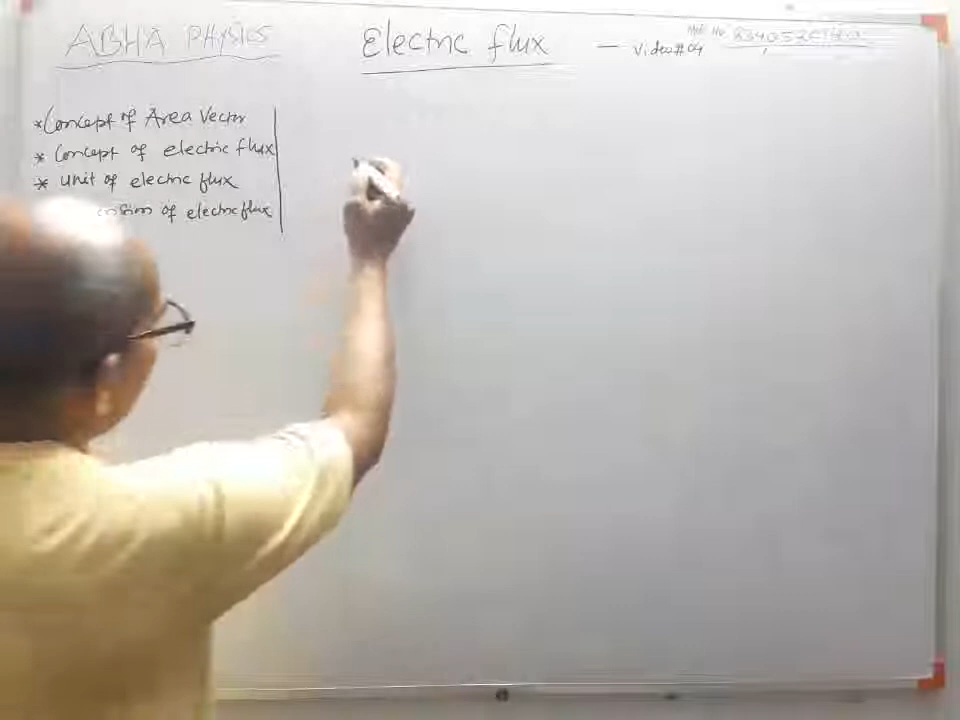 ABHA PHYSICS
Electric flux — Video#04
*Concept of Area Vector
* Concept of electric flux
* unit of electric flux
of electric flux